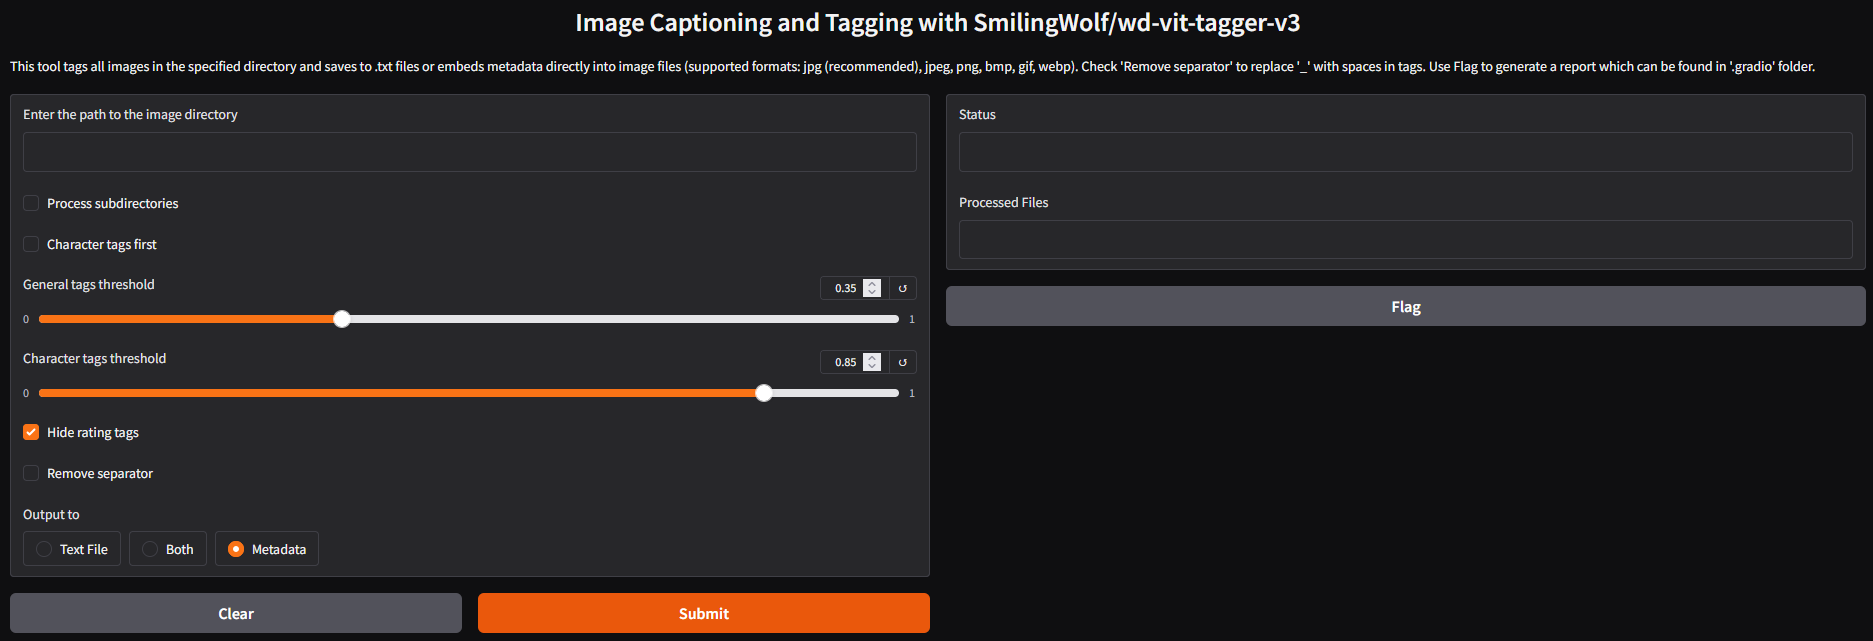 Image Captioning and Tagging with SmilingWolf/wd-vit-tagger-v3
This tool tags all images in the specified directory and saves to .txt files or embeds metadata directly into image files (supported formats: jpg (recommended), jpeg, png, bmp, gif, webp). Check 'Remove separator' to replace '_' with spaces in tags. Use Flag to generate a report which can be found in '.gradio' folder.
Enter the path to the image directory
Process subdirectories
Character tags first
General tags threshold
0.35 ↺
0 1
Character tags threshold
0.85 ↺
0 1
Hide rating tags
Remove separator
Output to
Text File Both Metadata
Clear Submit
Status
Processed Files
Flag